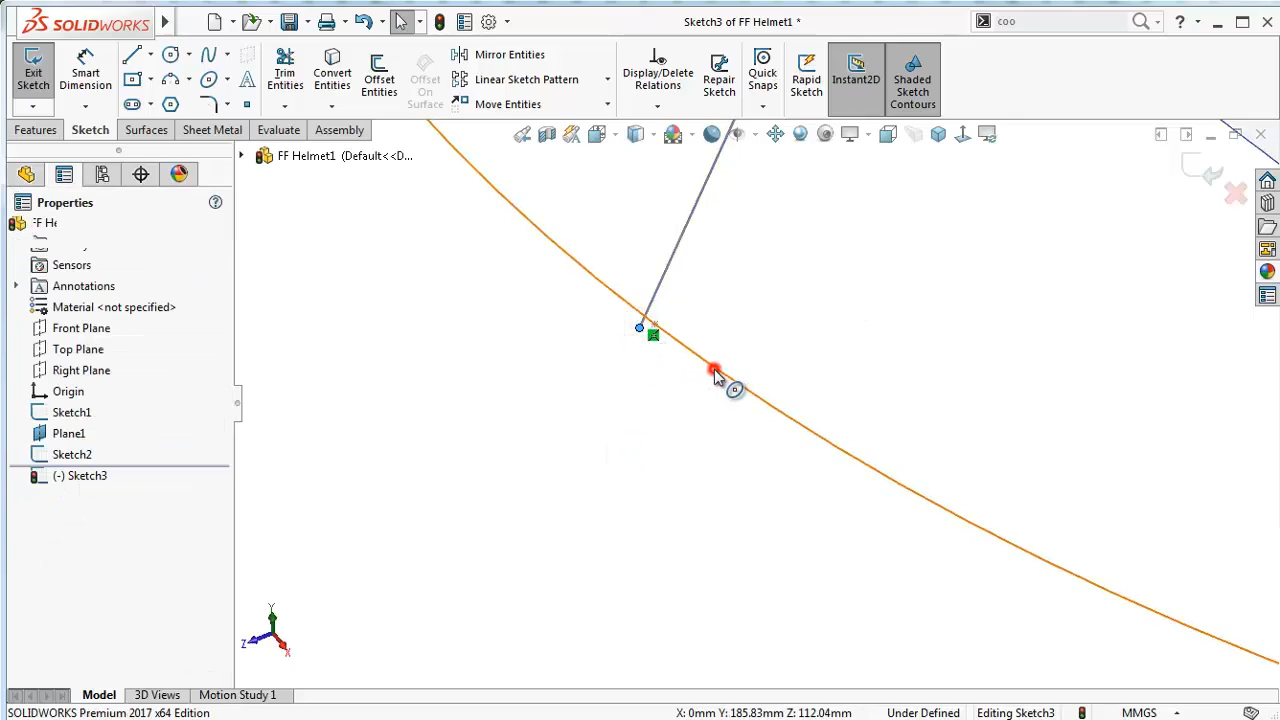 SOLIDWORKS
Sketch3 of FF Helmet1 *
coo
?
Exit Sketch
Smart Dimension
Trim Entities
Convert Entities
Offset Entities
Offset On Surface
Mirror Entities
Linear Sketch Pattern
Move Entities
Display/Delete Relations
Repair Sketch
Quick Snaps
Rapid Sketch
Instant2D
Shaded Sketch Contours
Features
Sketch
Surfaces
Sheet Metal
Evaluate
Assembly
FF Helmet1 (Default<<D...
Properties
FF He
Sensors
Annotations
Material <not specified>
Front Plane
Top Plane
Right Plane
Origin
Sketch1
Plane1
Sketch2
(-) Sketch3
Y
Z
X
Model
3D Views
Motion Study 1
SOLIDWORKS Premium 2017 x64 Edition
X: 0mm Y: 185.83mm Z: 112.04mm
Under Defined
Editing Sketch3
MMGS